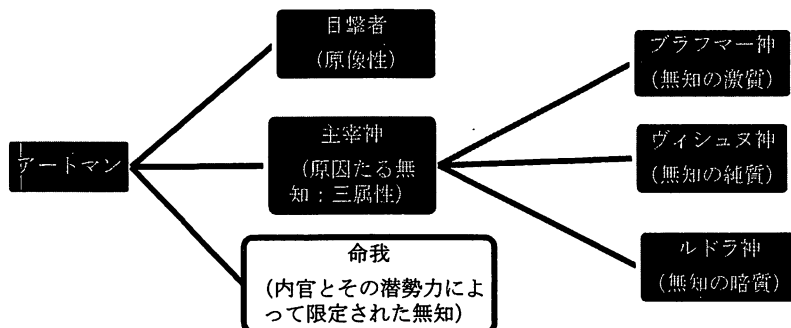 アートマン
目撃者
(原像性)
主宰神
(原因たる無
知：三属性)
命我
(内官とその潜勢力によ
って限定された無知)
ブラフマー神
(無知の激質)
ヴィシュヌ神
(無知の純質)
ルドラ神
(無知の暗質)